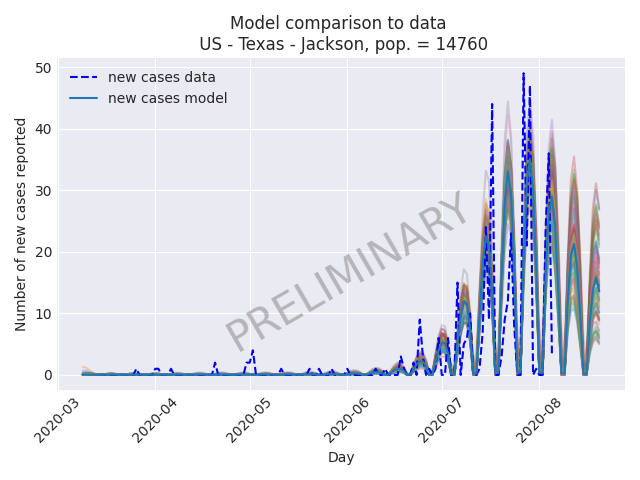 Model comparison to data
US - Texas - Jackson, pop. = 14760
new cases data
new cases model
Number of new cases reported
50
40
30
20
10
0
PRELIMINARY
2020-03
2020-04
2020-05
2020-06
2020-07
2020-08
Day